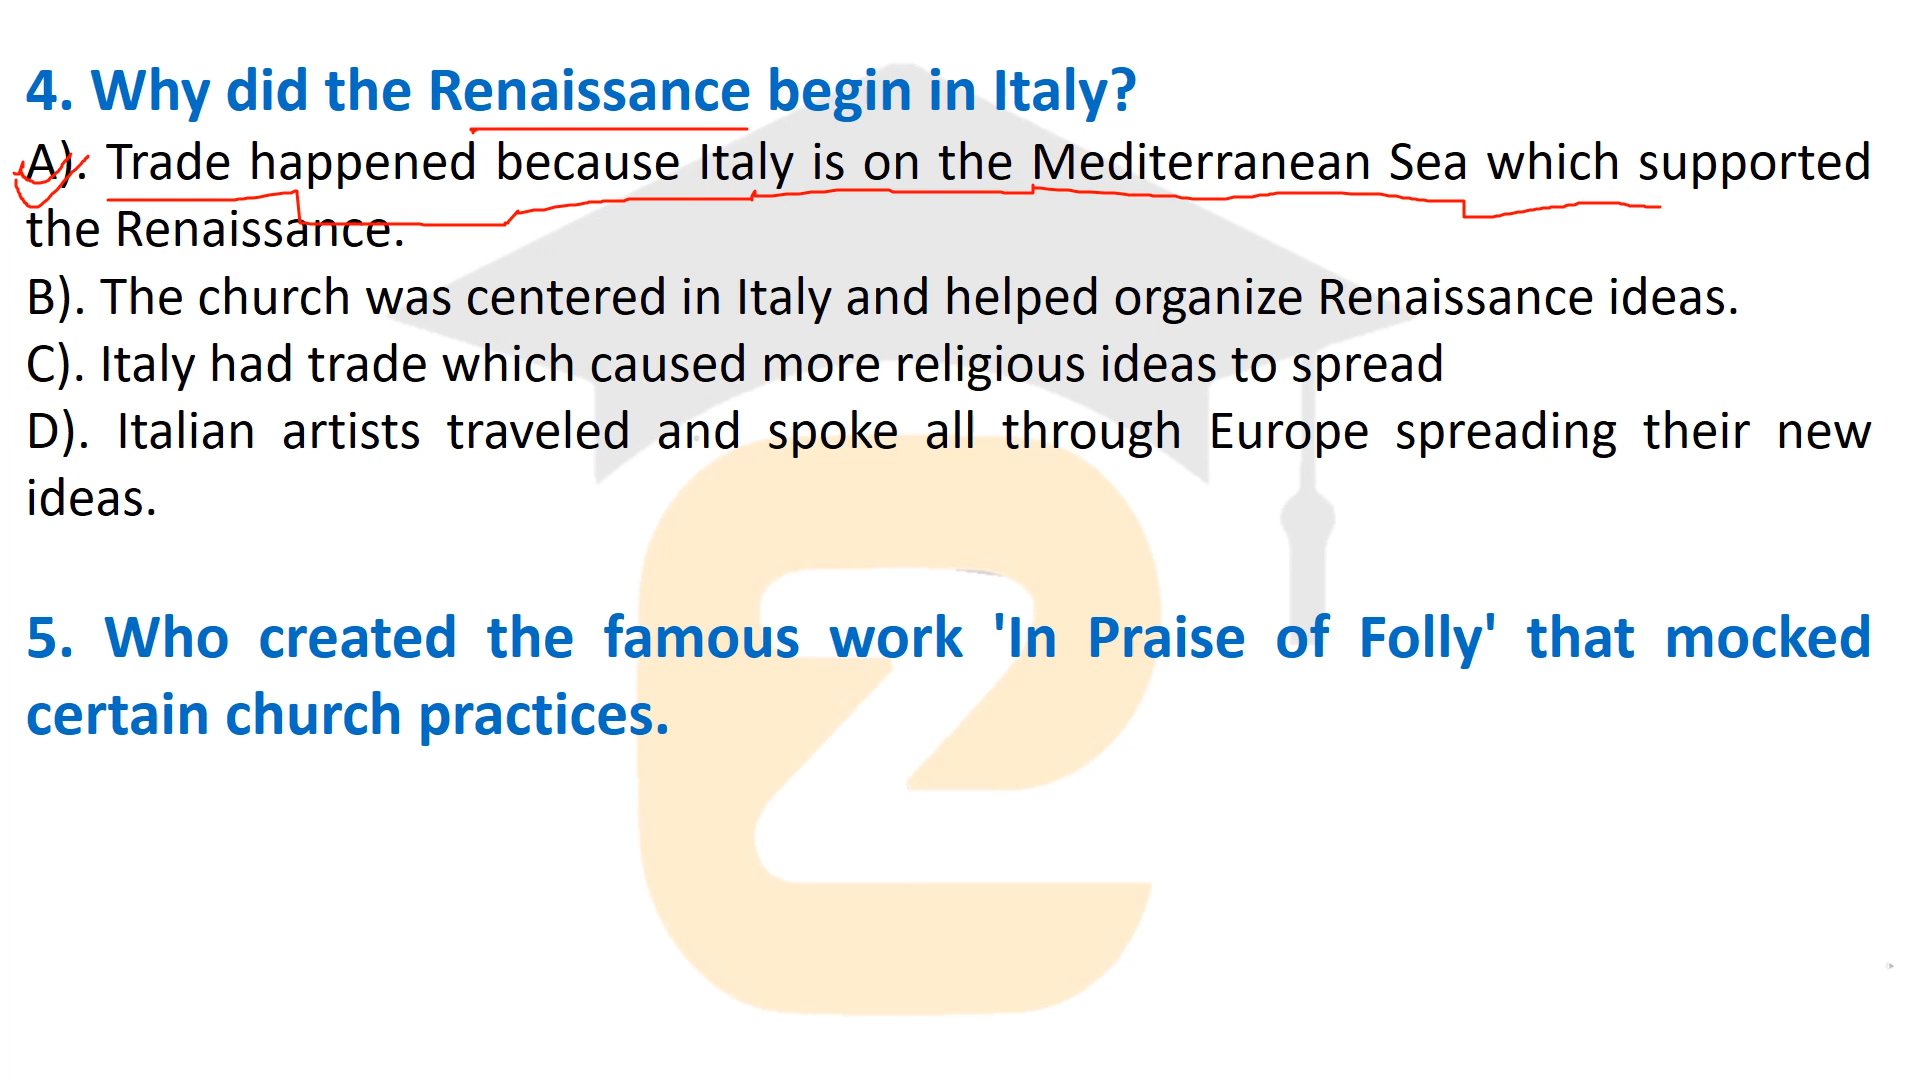 4. Why did the Renaissance begin in Italy?
A). Trade happened because Italy is on the Mediterranean Sea which supported
the Renaissance.
B). The church was centered in Italy and helped organize Renaissance ideas.
C). Italy had trade which caused more religious ideas to spread
D). Italian artists traveled and spoke all through Europe spreading their new
ideas.
5. Who created the famous work 'In Praise of Folly' that mocked
certain church practices.